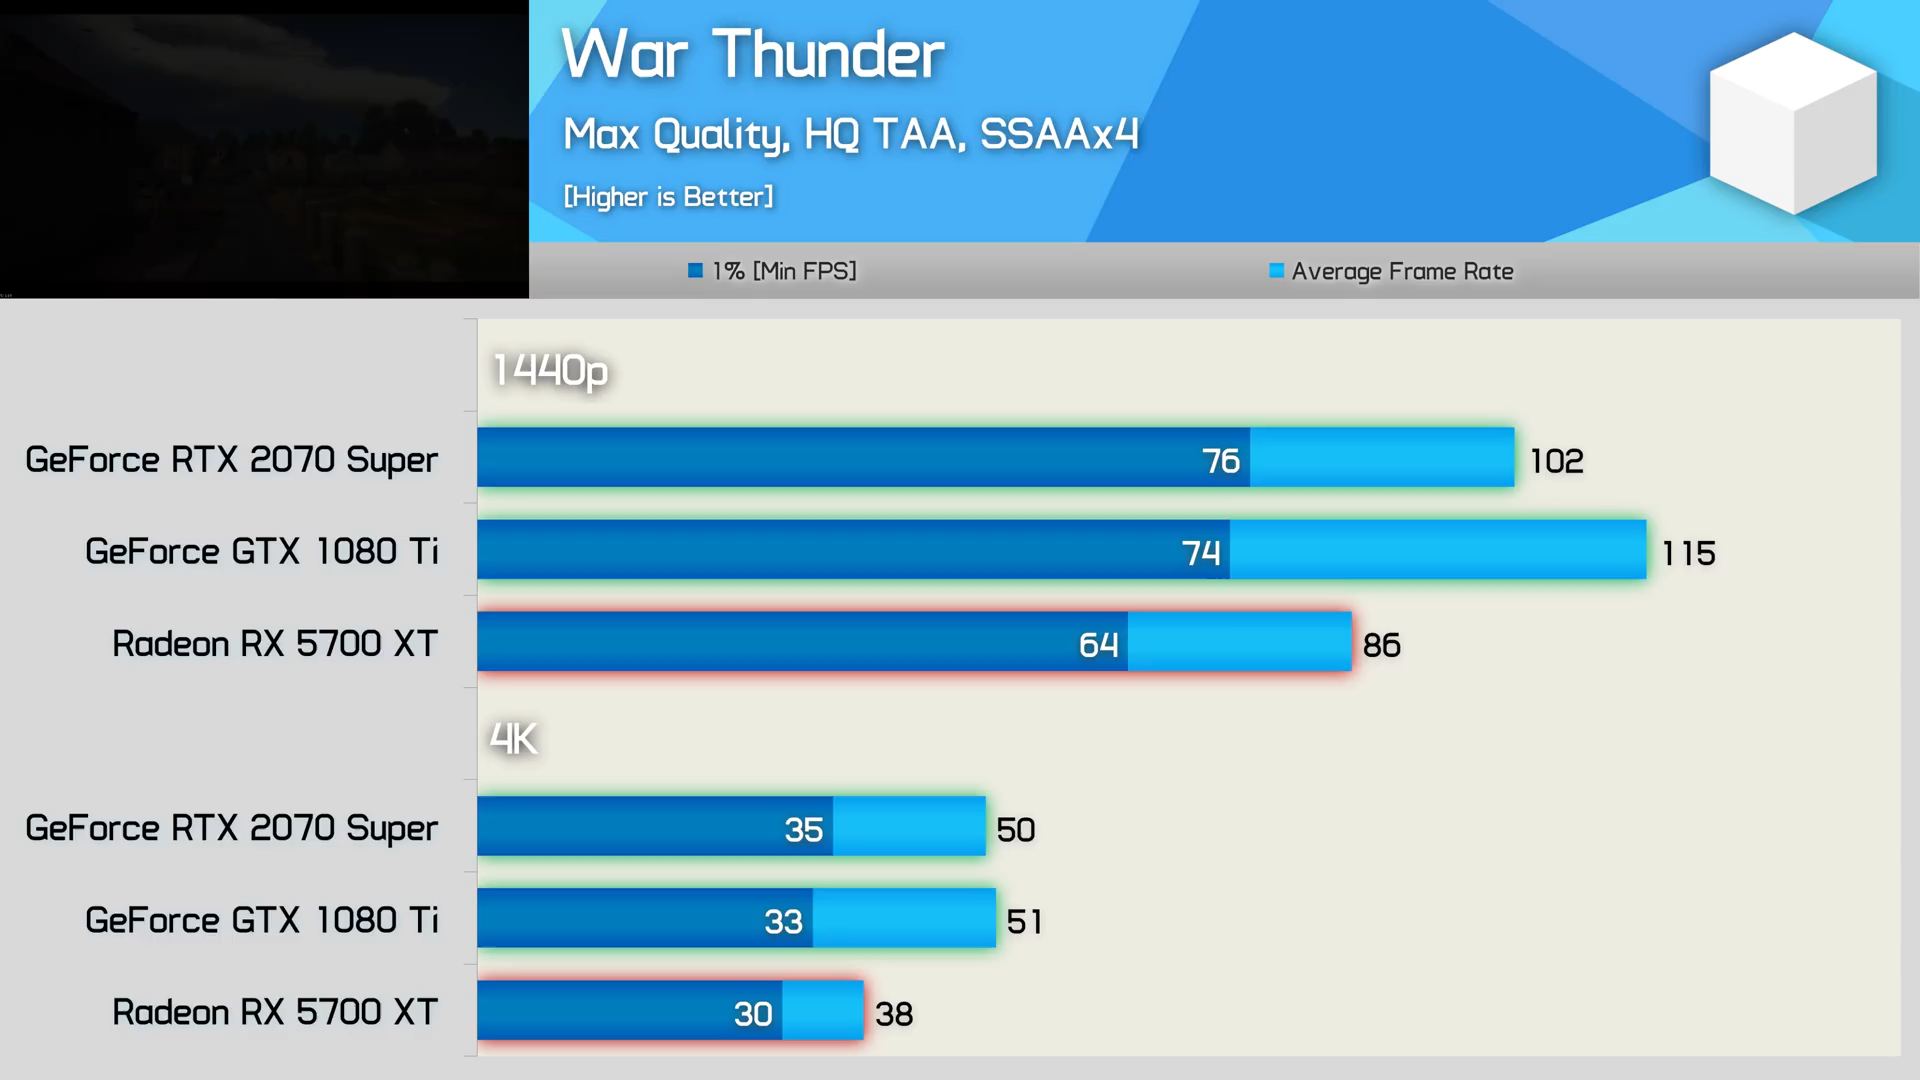 War Thunder
Max Quality, HQ TAA, SSAAx4
[Higher is Better]
1% [Min FPS]
Average Frame Rate
1440p
GeForce RTX 2070 Super 76 102
GeForce GTX 1080 Ti 74 115
Radeon RX 5700 XT 64 86
4K
GeForce RTX 2070 Super 35 50
GeForce GTX 1080 Ti 33 51
Radeon RX 5700 XT 30 38